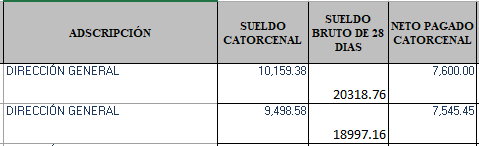 ADSCRIPCIÓN
SUELDO
CATORCENAL
SUELDO
BRUTO DE 28
DIAS
NETO PAGADO
CATORCENAL
DIRECCIÓN GENERAL 10,159.38 7,600.00
20318.76
DIRECCIÓN GENERAL 9,498.58 7,545.45
18997.16